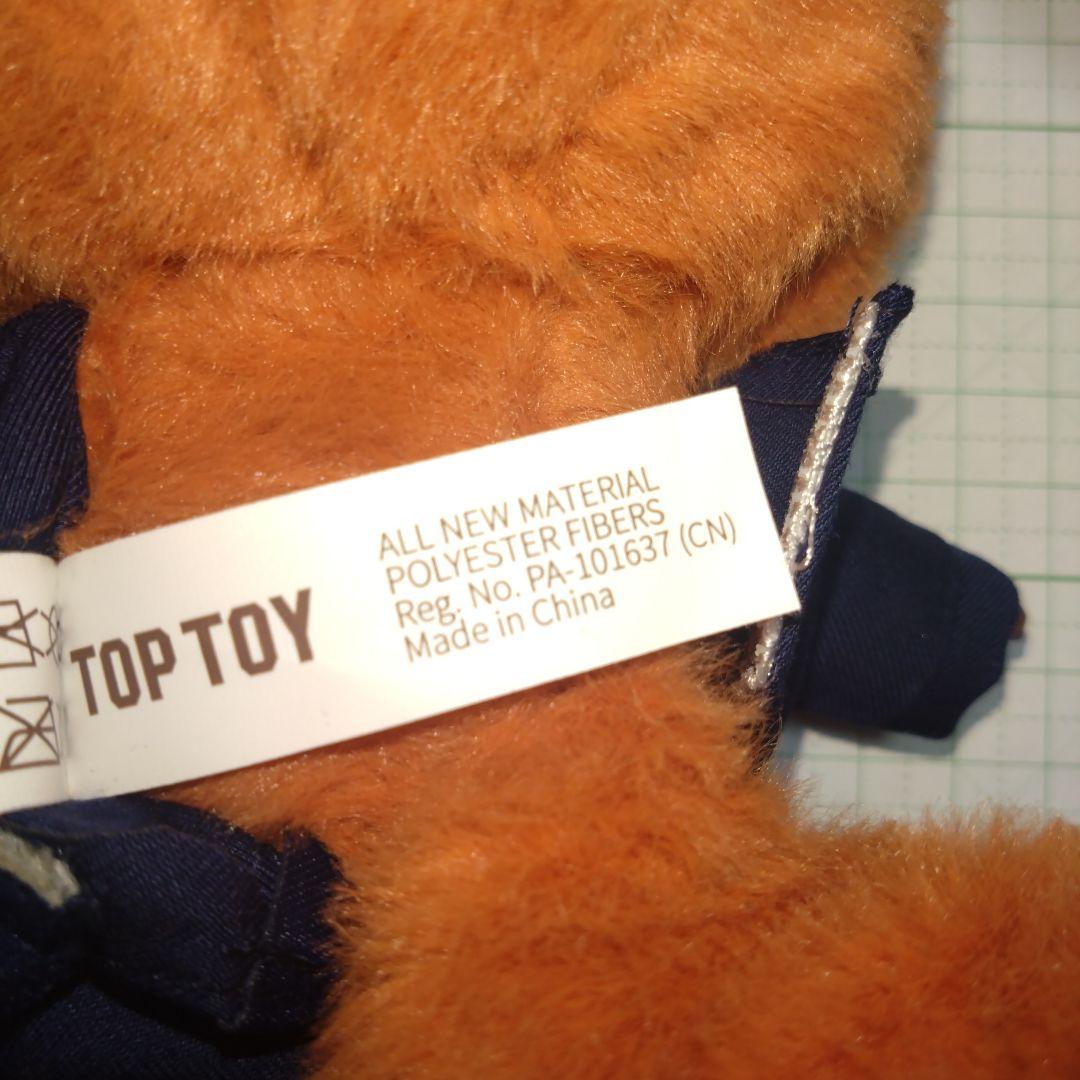 TOP TOY
ALL NEW MATERIAL
POLYESTER FIBERS
Reg. No. PA-101637 (CN)
Made in China